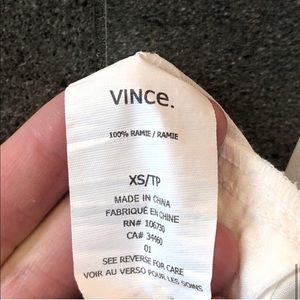 VINCe.
100% RAMIE / RAMIE
XS/TP
MADE IN CHINA
FABRIQUÉ EN CHINE
RN# 106730
CA# 34460
01
SEE REVERSE FOR CARE
VOIR AU VERSO POUR LES SOINS